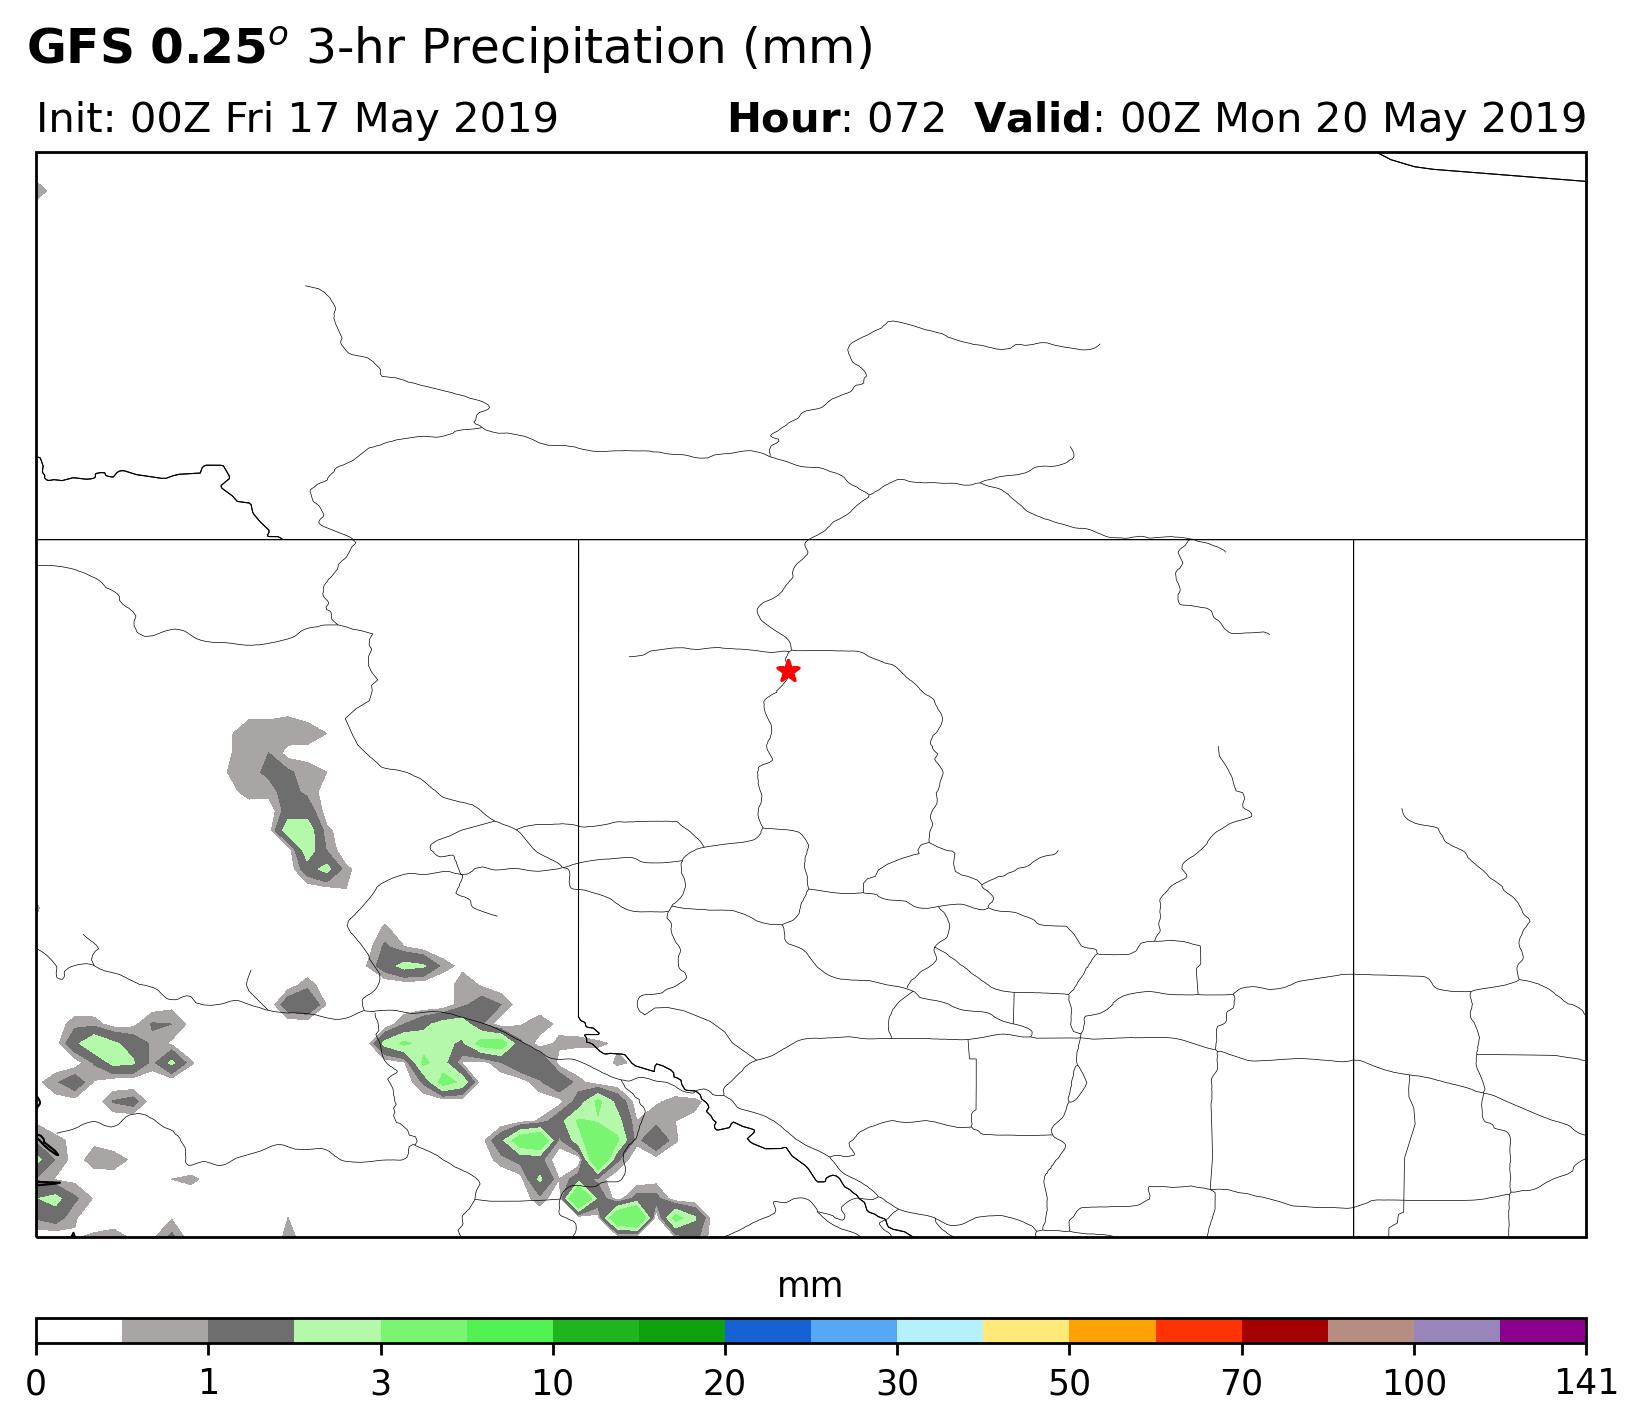 GFS 0.25° 3-hr Precipitation (mm)
Init: 00Z Fri 17 May 2019 Hour: 072 Valid: 00Z Mon 20 May 2019
mm
0 1 3 10 20 30 50 70 100 141